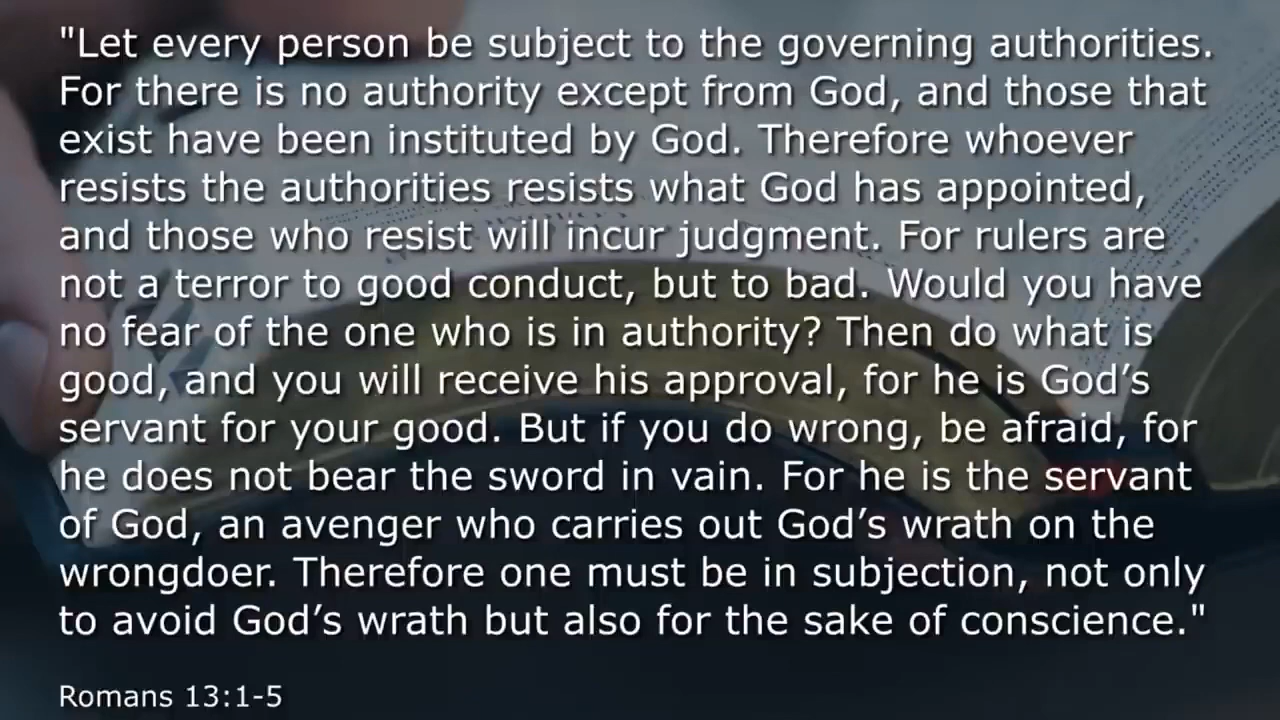 "Let every person be subject to the governing authorities.
For there is no authority except from God, and those that
exist have been instituted by God. Therefore whoever
resists the authorities resists what God has appointed,
and those who resist will incur judgment. For rulers are
not a terror to good conduct, but to bad. Would you have
no fear of the one who is in authority? Then do what is
good, and you will receive his approval, for he is God’s
servant for your good. But if you do wrong, be afraid, for
he does not bear the sword in vain. For he is the servant
of God, an avenger who carries out God’s wrath on the
wrongdoer. Therefore one must be in subjection, not only
to avoid God’s wrath but also for the sake of conscience."
Romans 13:1-5